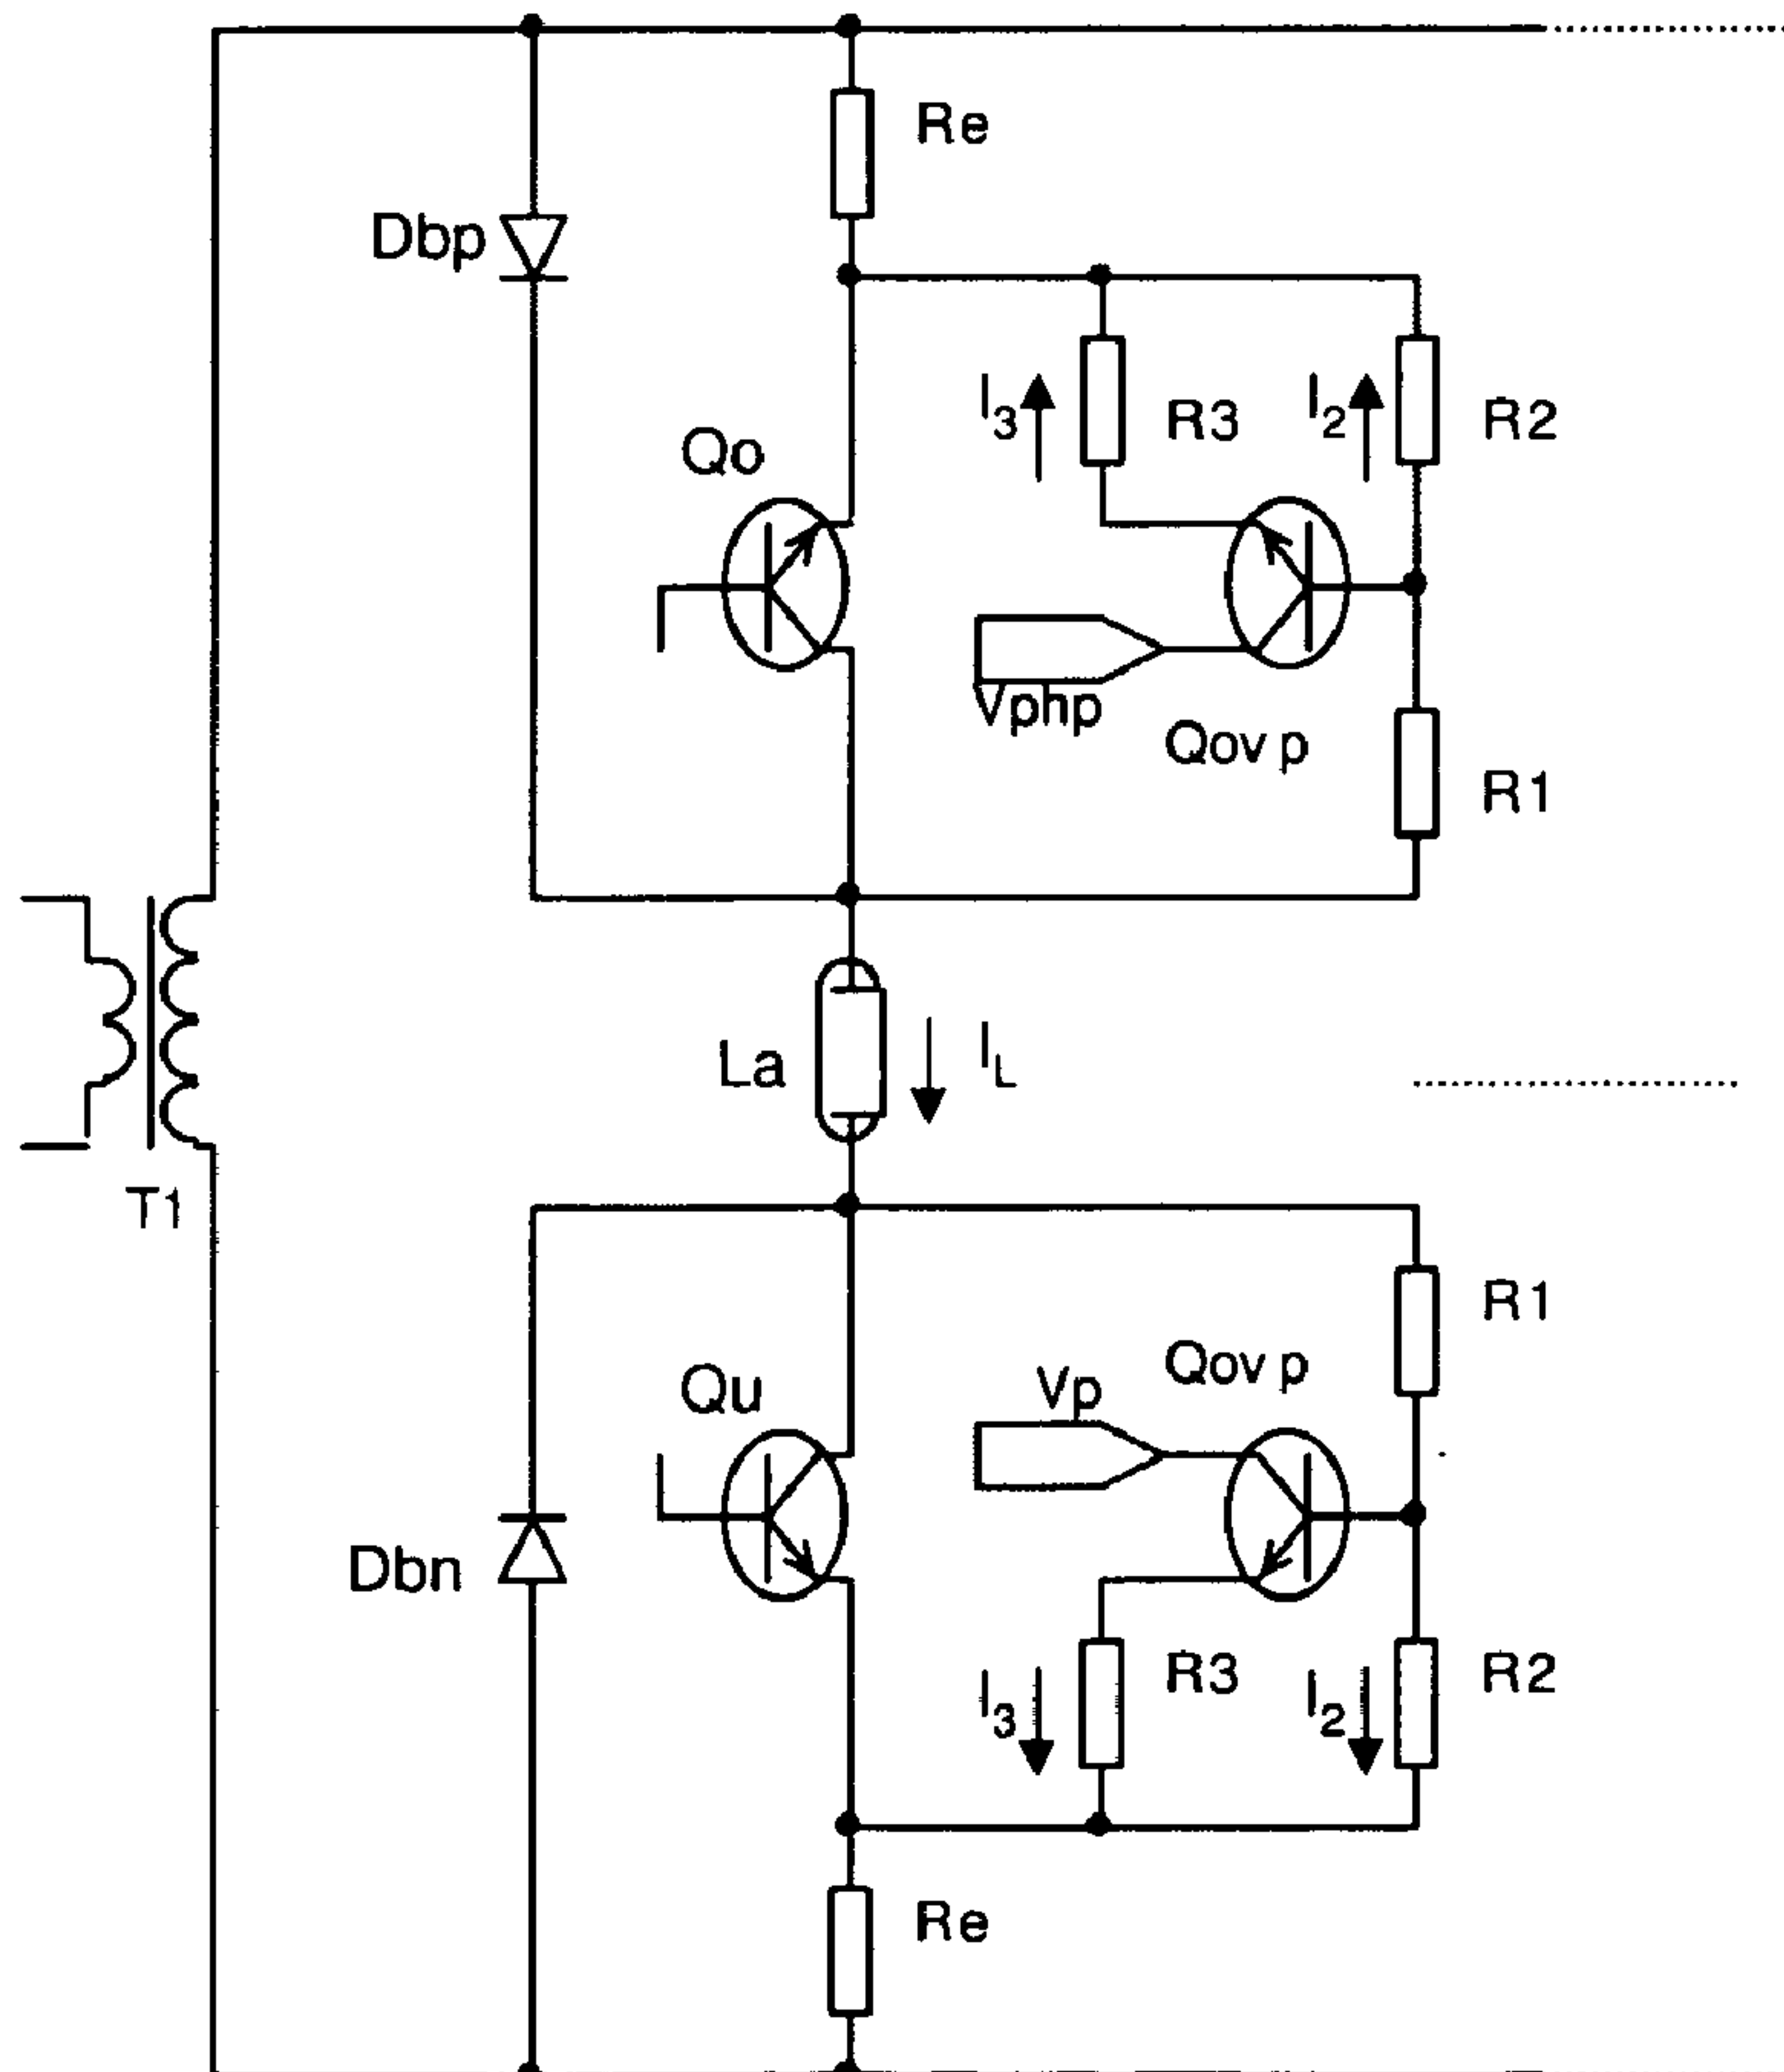 Re
Dbp
I3
R3
I2
R2
Qo
Vphp
Qov p
R1
La
IL
T1
R1
Qov p
Vp
Qu
Dbn
I3
R3
I2
R2
Re